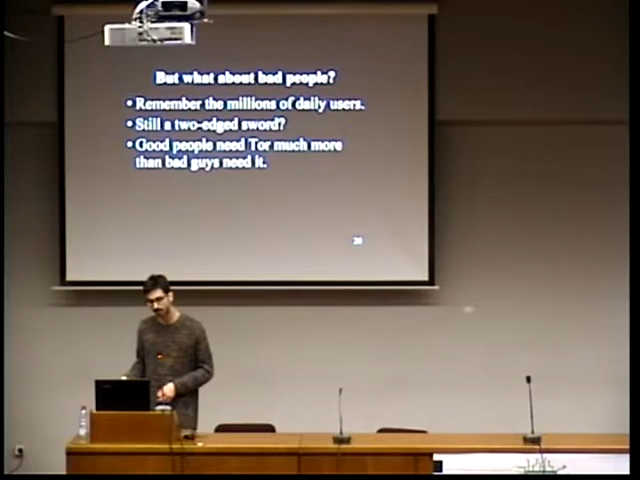 But what about bad people?
• Remember the millions of daily users.
• Still a two-edged sword?
• Good people need Tor much more
than bad guys need it.